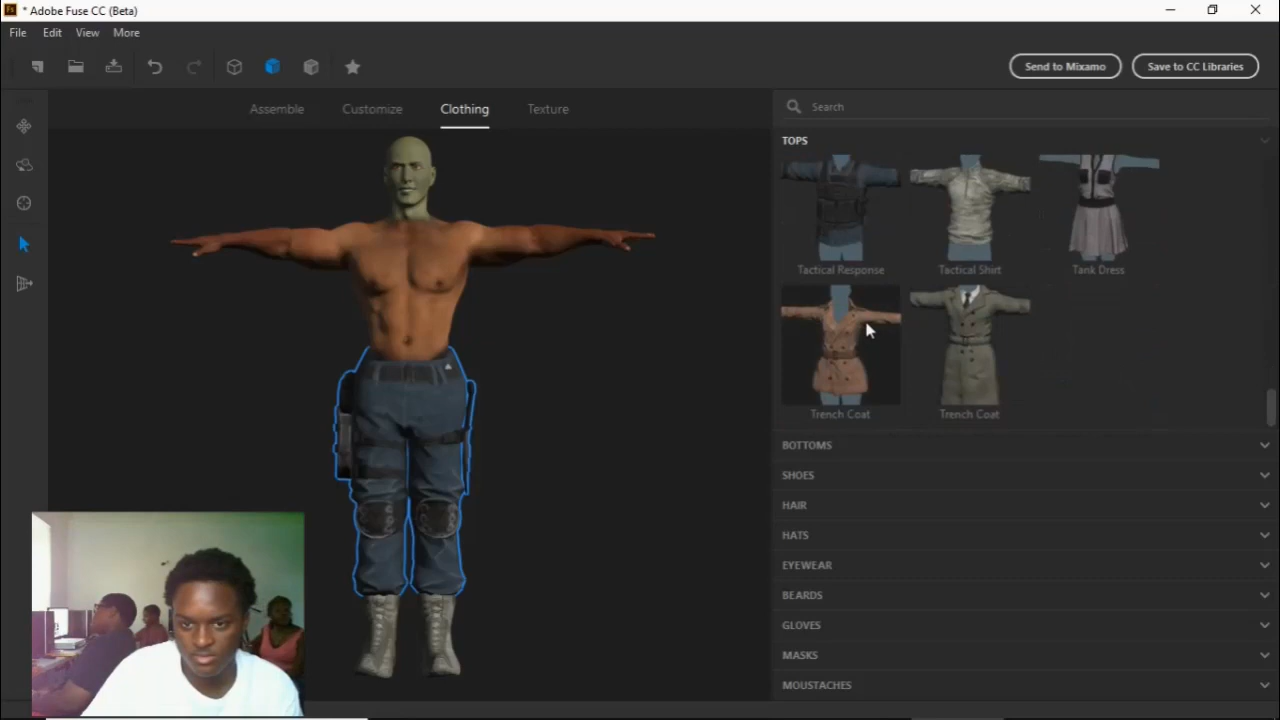 Fs * Adobe Fuse CC (Beta)
File Edit View More
Send to Mixamo Save to CC Libraries
Assemble Customize Clothing Texture
Search
TOPS
Tactical Response Tactical Shirt Tank Dress
Trench Coat Trench Coat
BOTTOMS
SHOES
HAIR
HATS
EYEWEAR
BEARDS
GLOVES
MASKS
MOUSTACHES